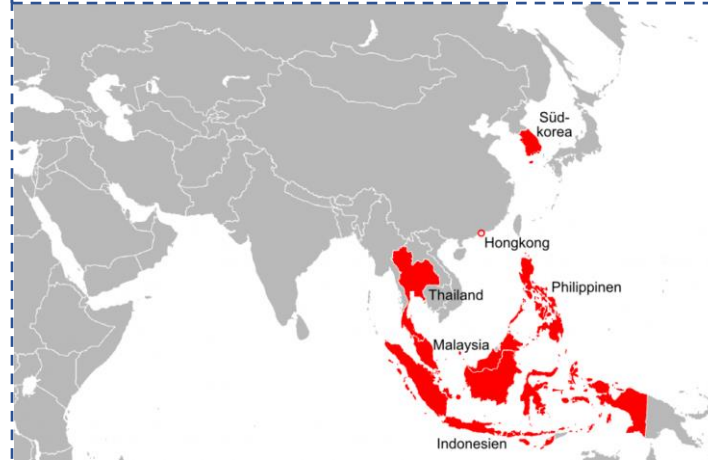 Süd-
korea
Hongkong
Philippinen
Thailand
Malaysia
Indonesien